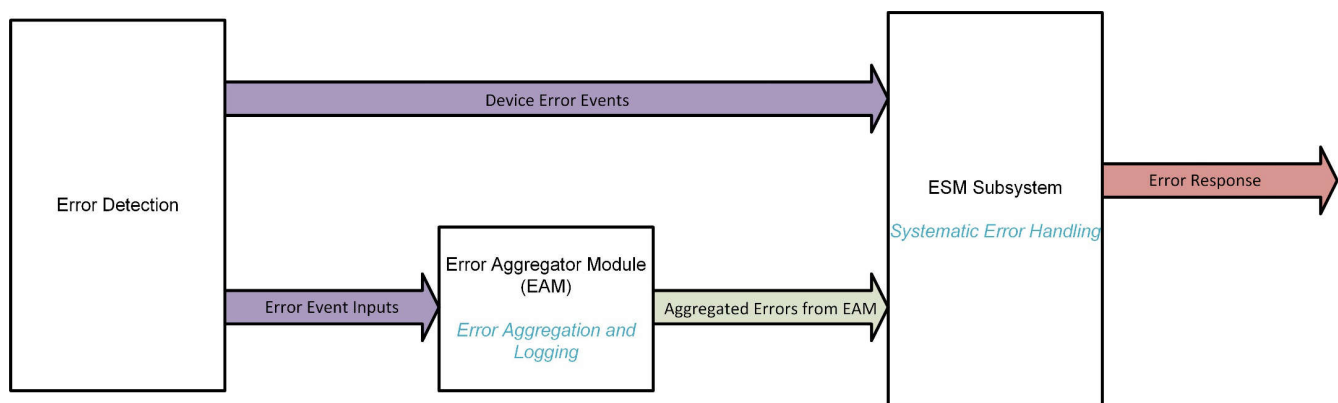 Device Error Events
Error Detection
ESM Subsystem
Systematic Error Handling
Error Response
Error Event Inputs
Error Aggregator Module
(EAM)
Error Aggregation and
Logging
Aggregated Errors from EAM